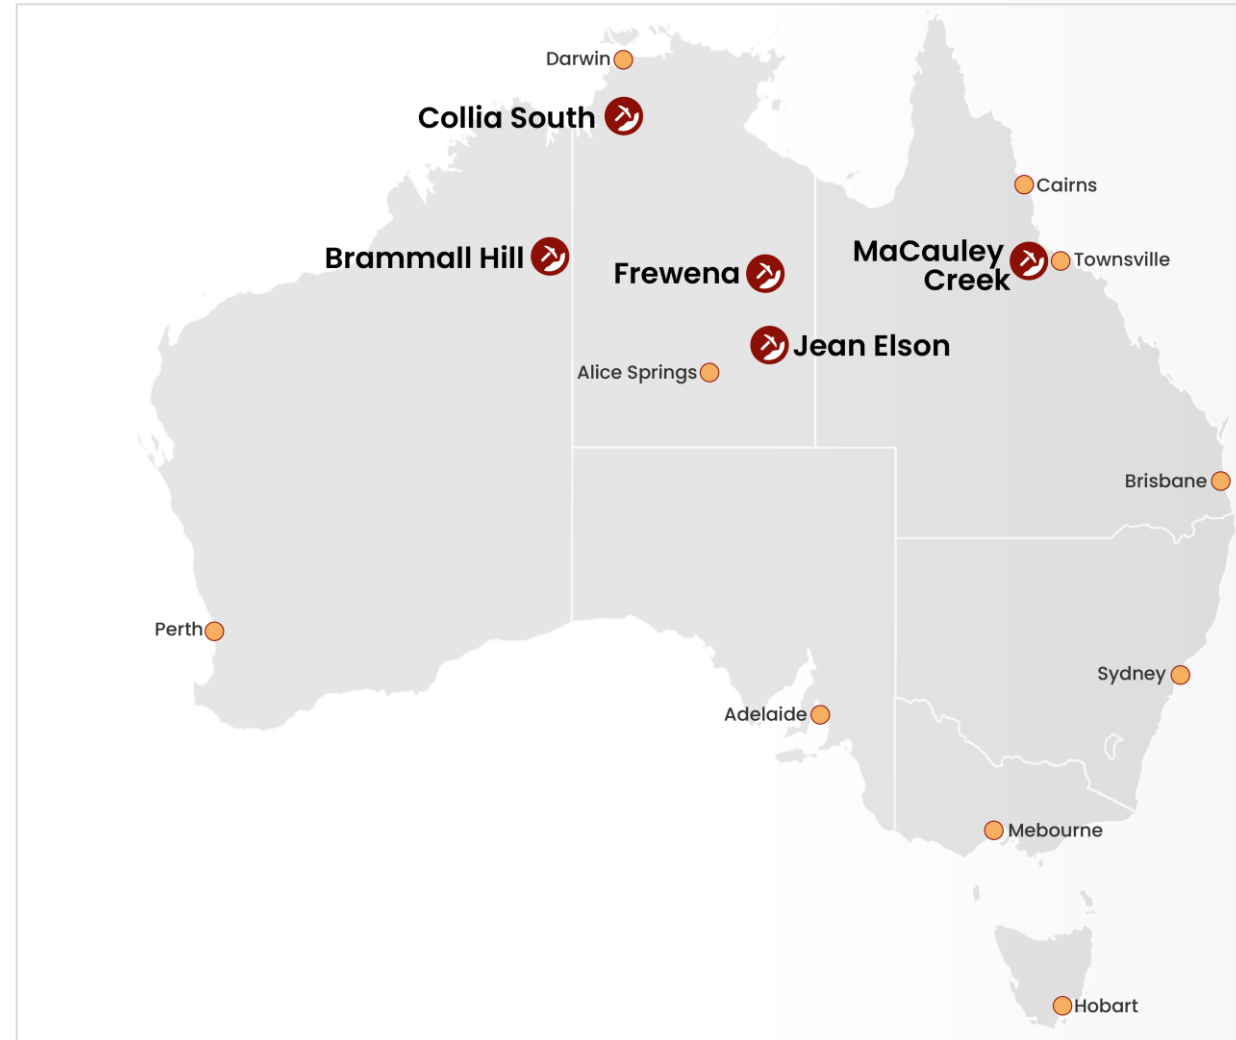 Darwin
Collia South
Cairns
Brammall Hill
Frewena
MaCauley
Creek
Townsville
Jean Elson
Alice Springs
Brisbane
Perth
Sydney
Adelaide
Mebourne
Hobart